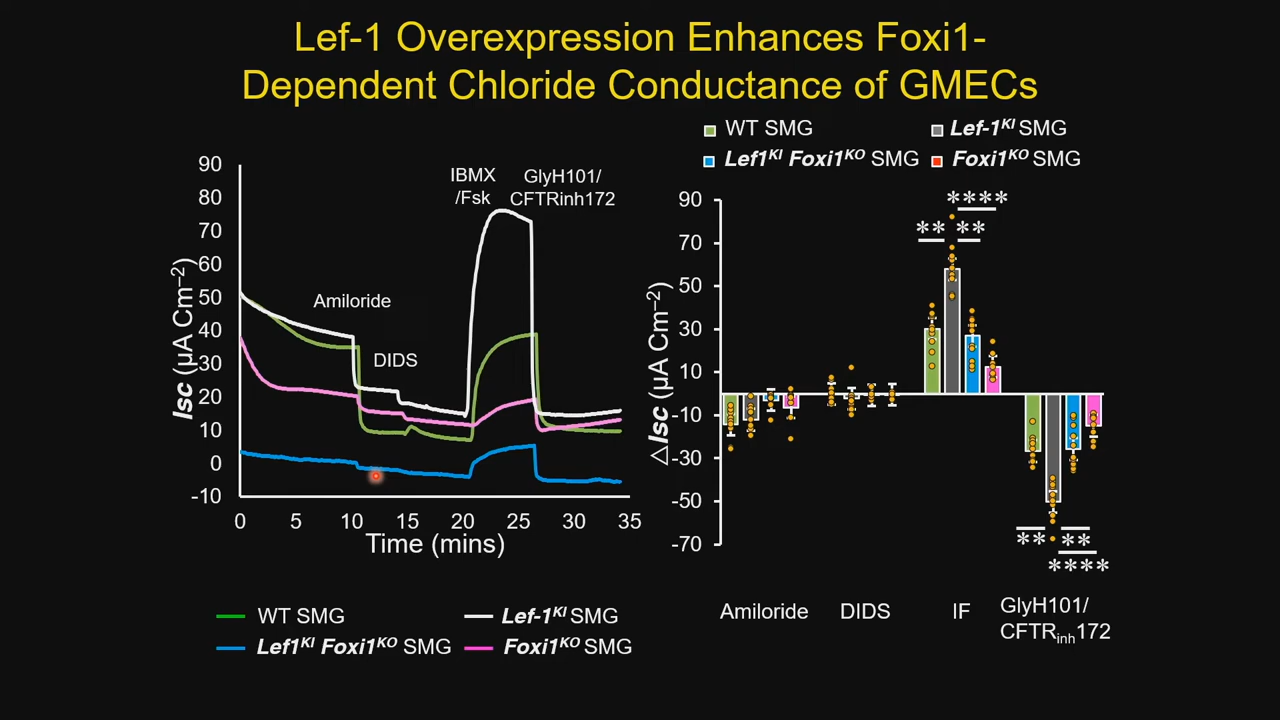 Lef-1 Overexpression Enhances Foxi1-
Dependent Chloride Conductance of GMECs
WT SMG
Lef-1ᴷᴵ SMG
Lef1ᴷᴵ Foxi1ᴷᴼ SMG
Foxi1ᴷᴼ SMG
90
80
70
60
50
40
30
20
10
0
-10
Isc (µA Cm⁻²)
Amiloride
DIDS
IBMX
/Fsk
GlyH101/
CFTRinh172
0 5 10 15 20 25 30 35
Time (mins)
WT SMG
Lef-1ᴷᴵ SMG
Lef1ᴷᴵ Foxi1ᴷᴼ SMG
Foxi1ᴷᴼ SMG
90
70
50
30
10
-10
-30
-50
-70
△Isc (µA Cm⁻²)
****
** **
** **
****
Amiloride DIDS IF GlyH101/
CFTRinh172